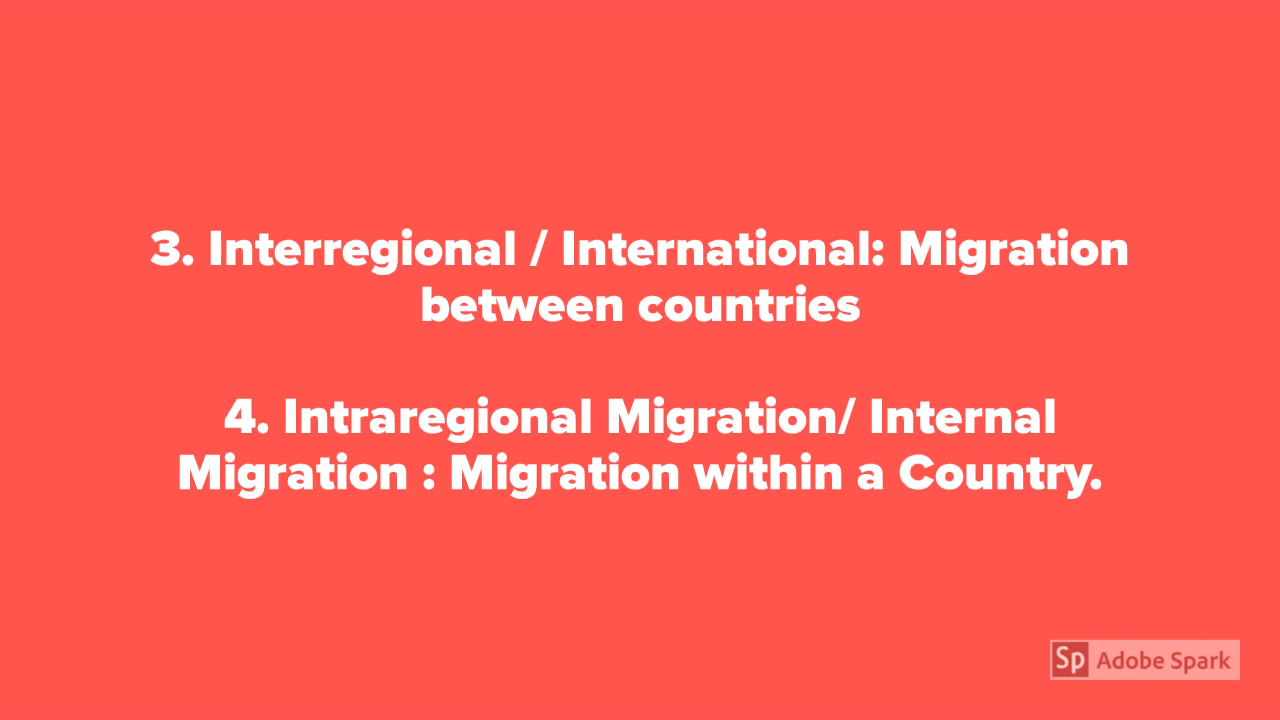 3. Interregional / International: Migration
between countries
4. Intraregional Migration/ Internal
Migration : Migration within a Country.
Sp Adobe Spark